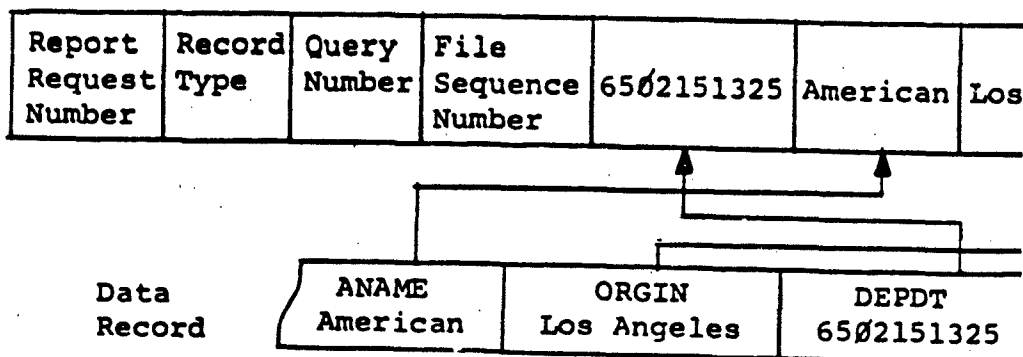 Report Request Number
Record Type
Query Number
File Sequence Number
65Ø2151325
American
Los
Data Record
ANAME
American
ORGIN
Los Angeles
DEPDT
65Ø2151325